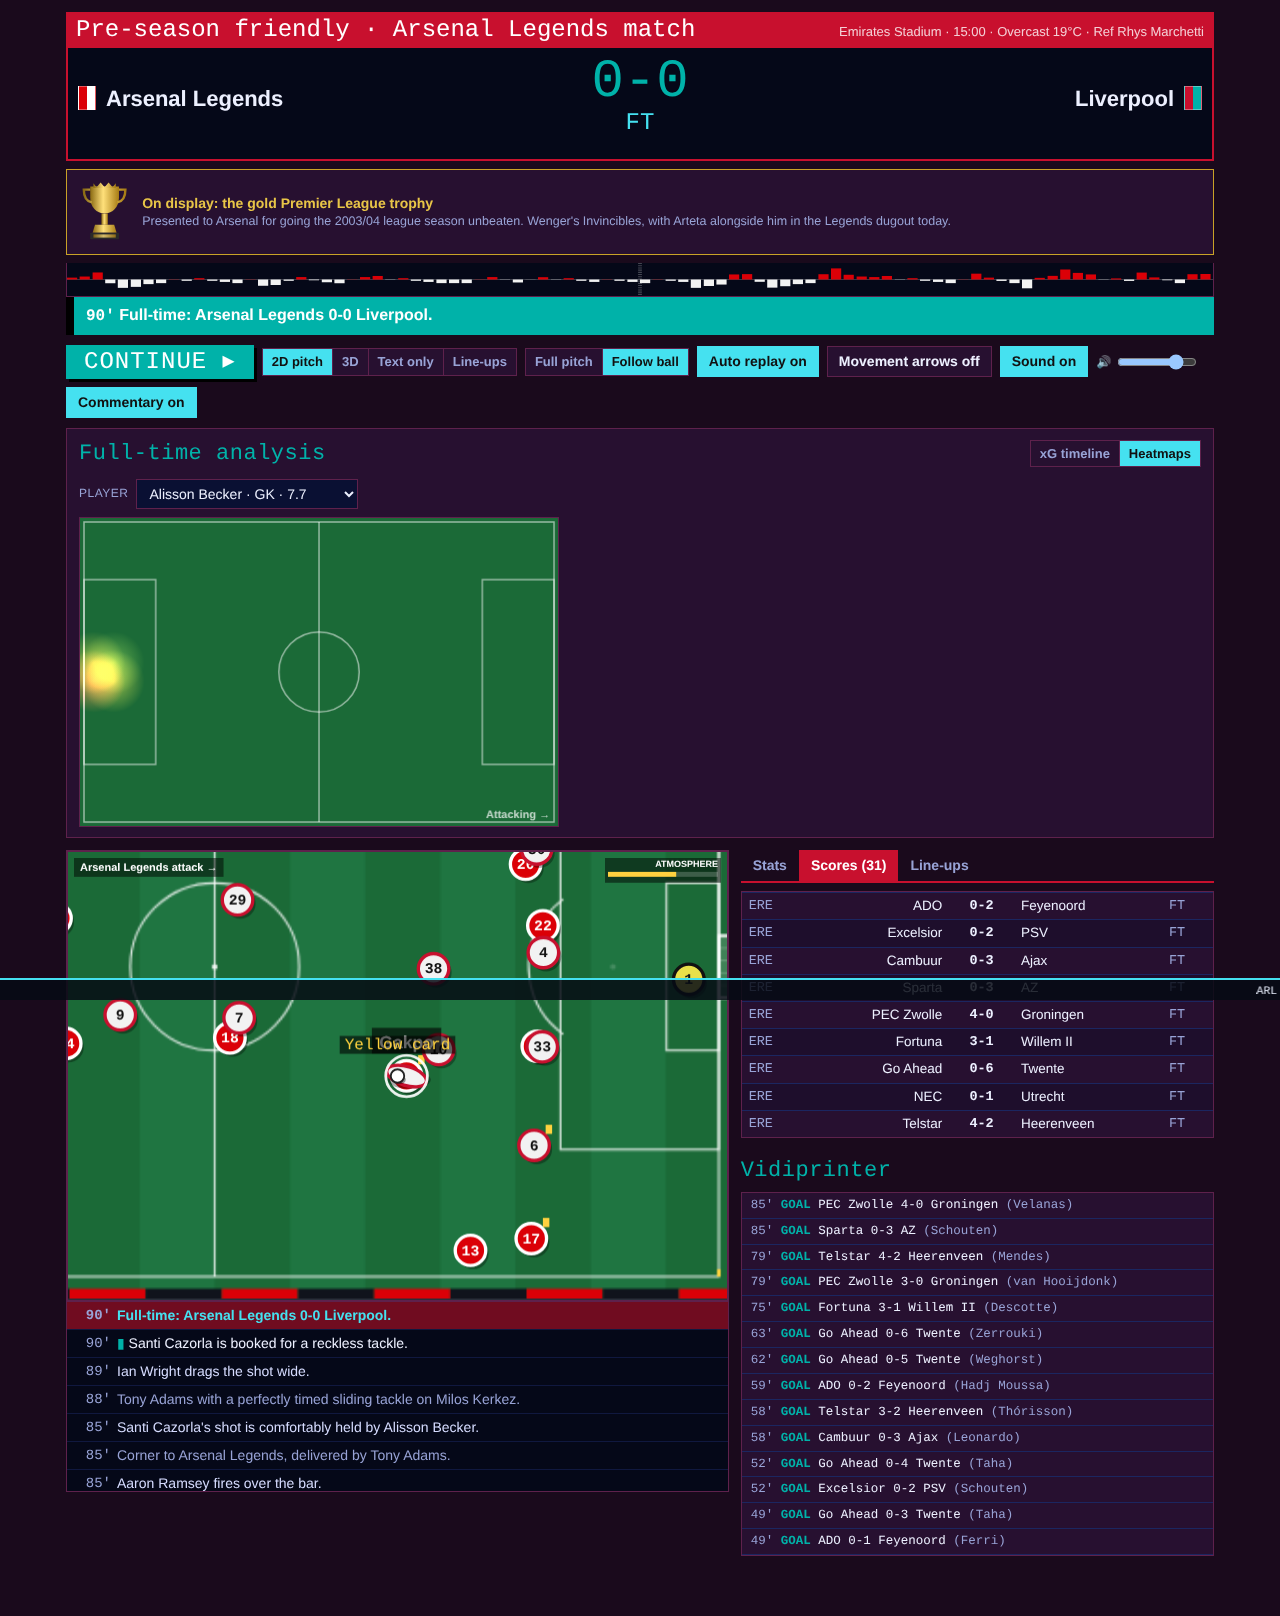 Pre-season friendly · Arsenal Legends match
Emirates Stadium · 15:00 · Overcast 19°C · Ref Rhys Marchetti
Arsenal Legends
0-0
FT
Liverpool
On display: the gold Premier League trophy
Presented to Arsenal for going the 2003/04 league season unbeaten. Wenger's Invincibles, with Arteta alongside him in the Legends dugout today.
90' Full-time: Arsenal Legends 0-0 Liverpool.
CONTINUE ►
2D pitch 3D Text only Line-ups
Full pitch Follow ball
Auto replay on
Movement arrows off
Sound on
Commentary on
Full-time analysis
xG timeline Heatmaps
PLAYER Alisson Becker · GK · 7.7
Attacking →
Arsenal Legends attack →
ATMOSPHERE
29
22
4
38
1
9
7
18
4
Yellow card
33
6
17
13
90' Full-time: Arsenal Legends 0-0 Liverpool.
90' Santi Cazorla is booked for a reckless tackle.
89' Ian Wright drags the shot wide.
88' Tony Adams with a perfectly timed sliding tackle on Milos Kerkez.
85' Santi Cazorla's shot is comfortably held by Alisson Becker.
85' Corner to Arsenal Legends, delivered by Tony Adams.
85' Aaron Ramsey fires over the bar.
Stats Scores (31) Line-ups
ERE ADO 0-2 Feyenoord FT
ERE Excelsior 0-2 PSV FT
ERE Cambuur 0-3 Ajax FT
ERE Sparta 0-3 AZ FT
ARL
ERE PEC Zwolle 4-0 Groningen FT
ERE Fortuna 3-1 Willem II FT
ERE Go Ahead 0-6 Twente FT
ERE NEC 0-1 Utrecht FT
ERE Telstar 4-2 Heerenveen FT
Vidiprinter
85' GOAL PEC Zwolle 4-0 Groningen (Velanas)
85' GOAL Sparta 0-3 AZ (Schouten)
79' GOAL Telstar 4-2 Heerenveen (Mendes)
79' GOAL PEC Zwolle 3-0 Groningen (van Hooijdonk)
75' GOAL Fortuna 3-1 Willem II (Descotte)
63' GOAL Go Ahead 0-6 Twente (Zerrouki)
62' GOAL Go Ahead 0-5 Twente (Weghorst)
59' GOAL ADO 0-2 Feyenoord (Hadj Moussa)
58' GOAL Telstar 3-2 Heerenveen (Thórisson)
58' GOAL Cambuur 0-3 Ajax (Leonardo)
52' GOAL Go Ahead 0-4 Twente (Taha)
52' GOAL Excelsior 0-2 PSV (Schouten)
49' GOAL Go Ahead 0-3 Twente (Taha)
49' GOAL ADO 0-1 Feyenoord (Ferri)